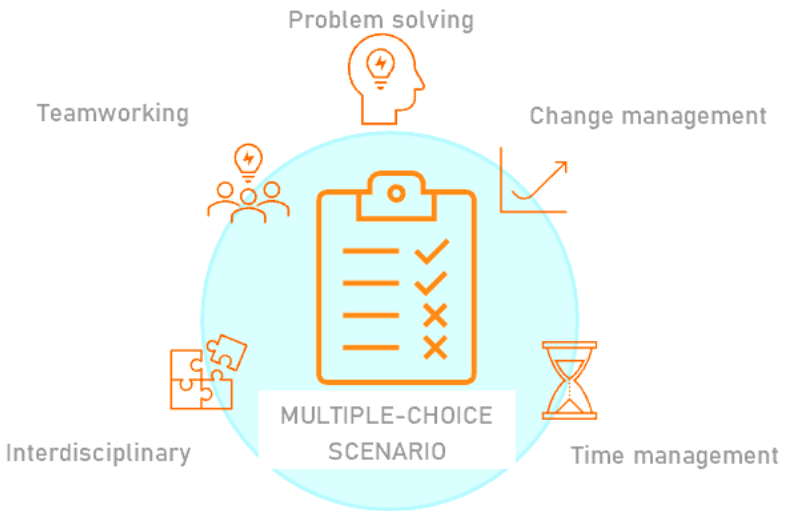 Problem solving
Teamworking
Change management
MULTIPLE-CHOICE
SCENARIO
Interdisciplinary
Time management